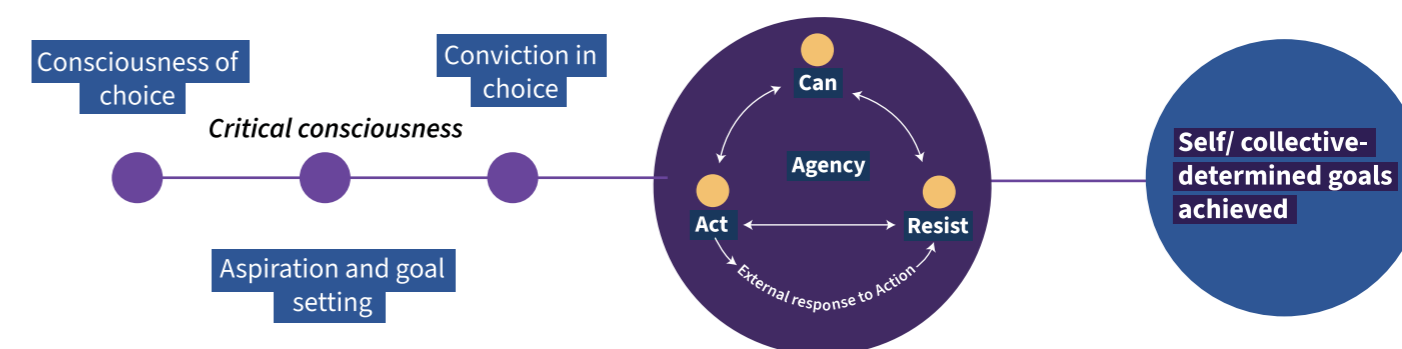 Consciousness of
choice
Critical consciousness
Aspiration and goal
setting
Conviction in
choice
Can
Agency
Act
Resist
External response to Action
Self/ collective-
determined goals
achieved